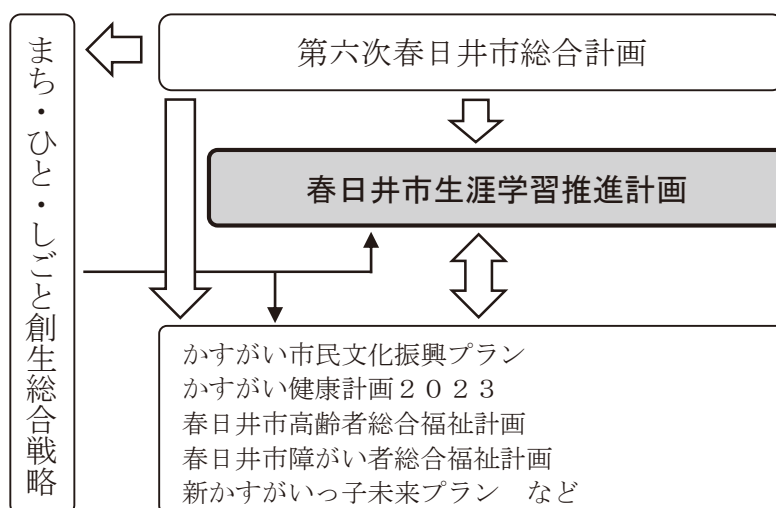 まち・ひと・しごと創生総合戦略
第六次春日井市総合計画
春日井市生涯学習推進計画
かすがい市民文化振興プラン
かすがい健康計画２０２３
春日井市高齢者総合福祉計画
春日井市障がい者総合福祉計画
新かすがいっ子未来プラン　など